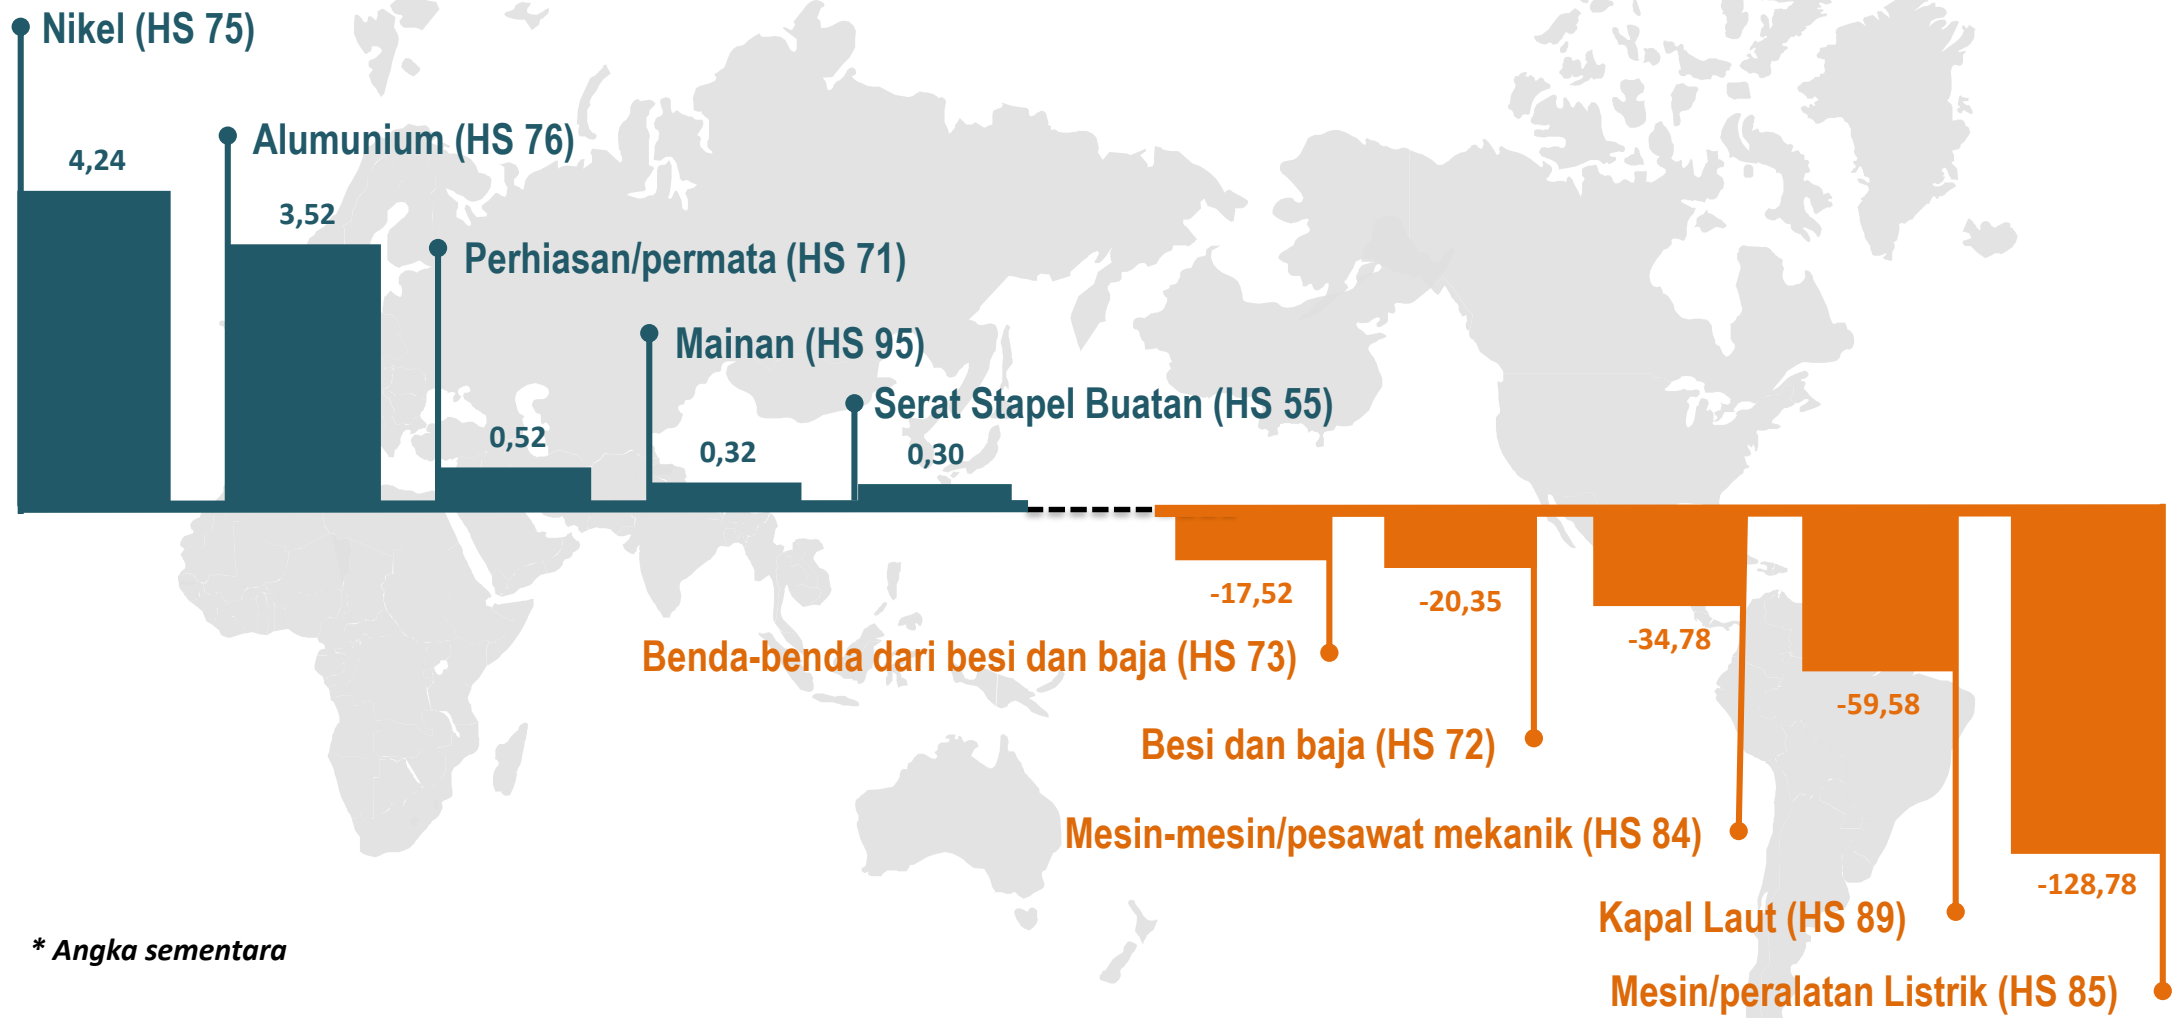 Nikel (HS 75)
4,24
Alumunium (HS 76)
3,52
Perhiasan/permata (HS 71)
0,52
Mainan (HS 95)
0,32
Serat Stapel Buatan (HS 55)
0,30
-17,52
Benda-benda dari besi dan baja (HS 73)
-20,35
Besi dan baja (HS 72)
-34,78
Mesin-mesin/pesawat mekanik (HS 84)
-59,58
Kapal Laut (HS 89)
-128,78
Mesin/peralatan Listrik (HS 85)
* Angka sementara